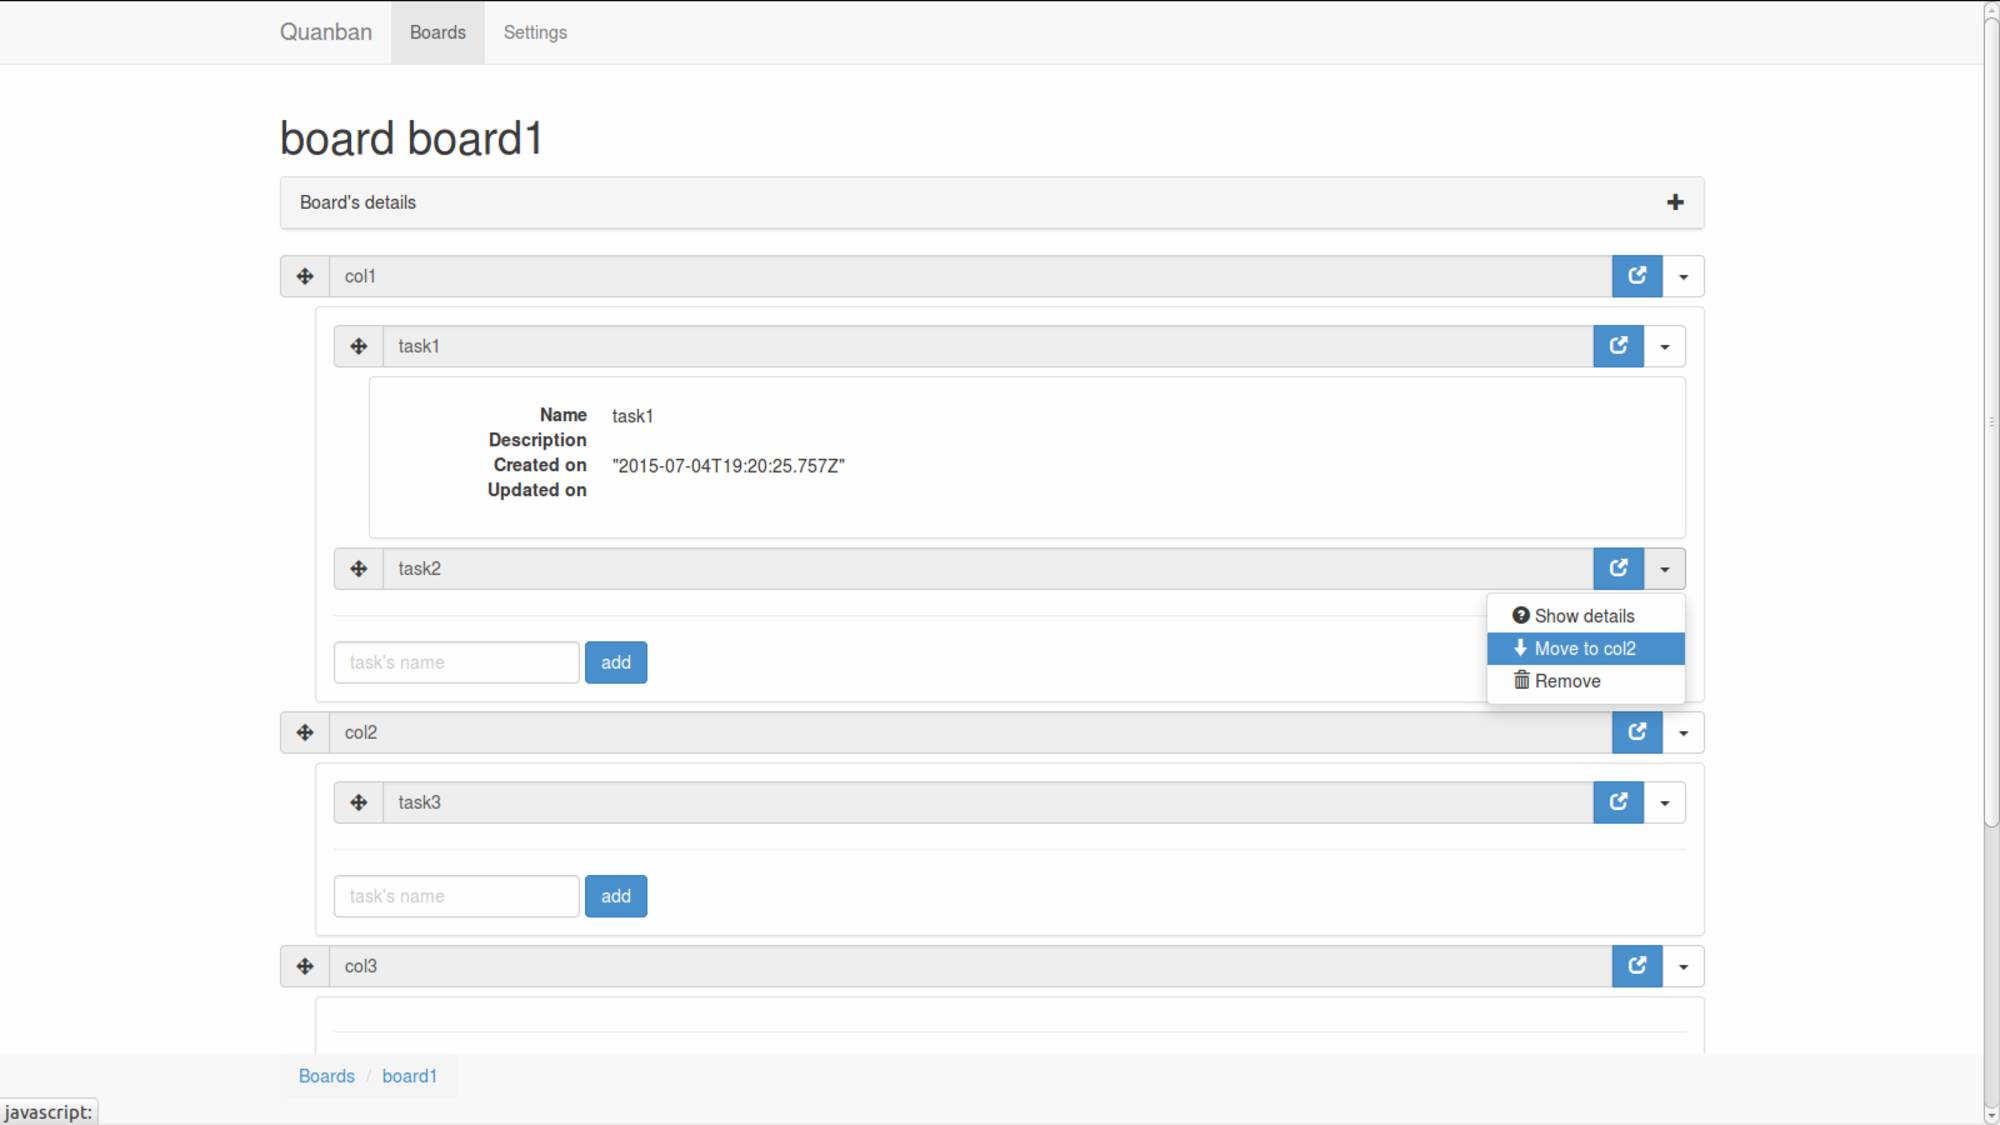 Quanban Boards Settings
board board1
Board's details
col1
task1
Name task1
Description
Created on "2015-07-04T19:20:25.757Z"
Updated on
task2
Show details
Move to col2
Remove
task's name add
col2
task3
task's name add
col3
Boards / board1
javascript: